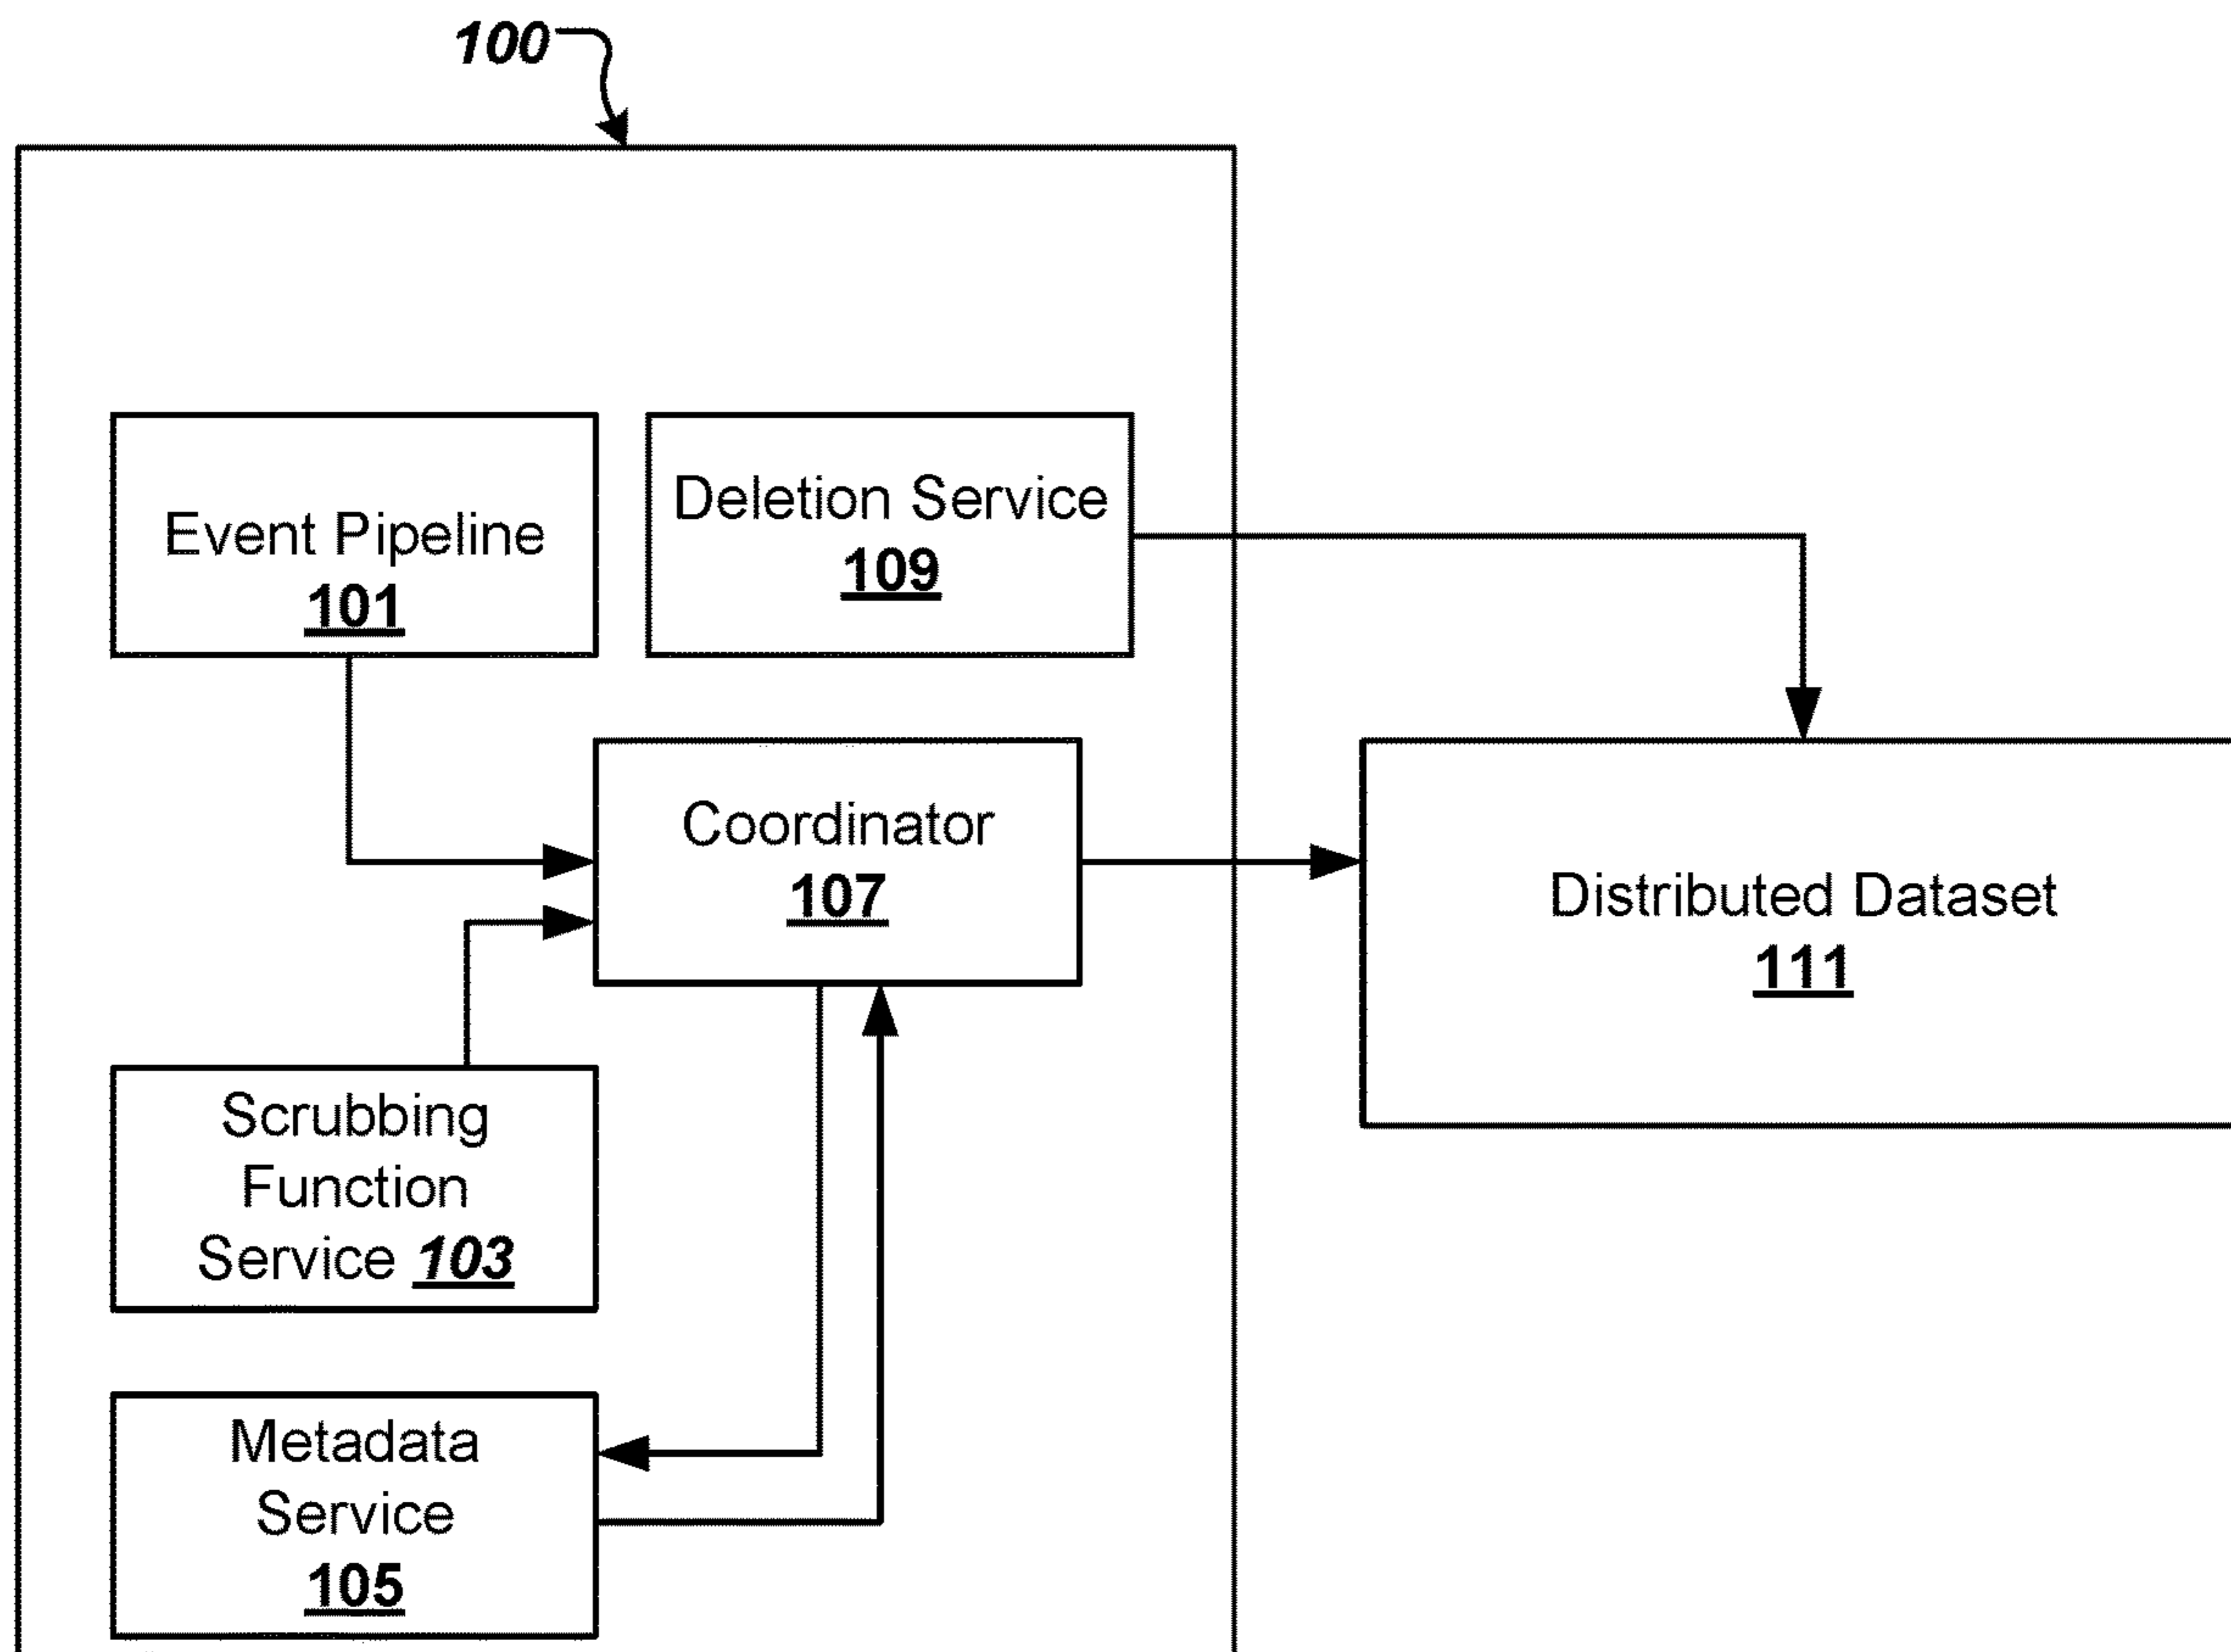 100
Event Pipeline
101
Deletion Service
109
Coordinator
107
Distributed Dataset
111
Scrubbing
Function
Service 103
Metadata
Service
105